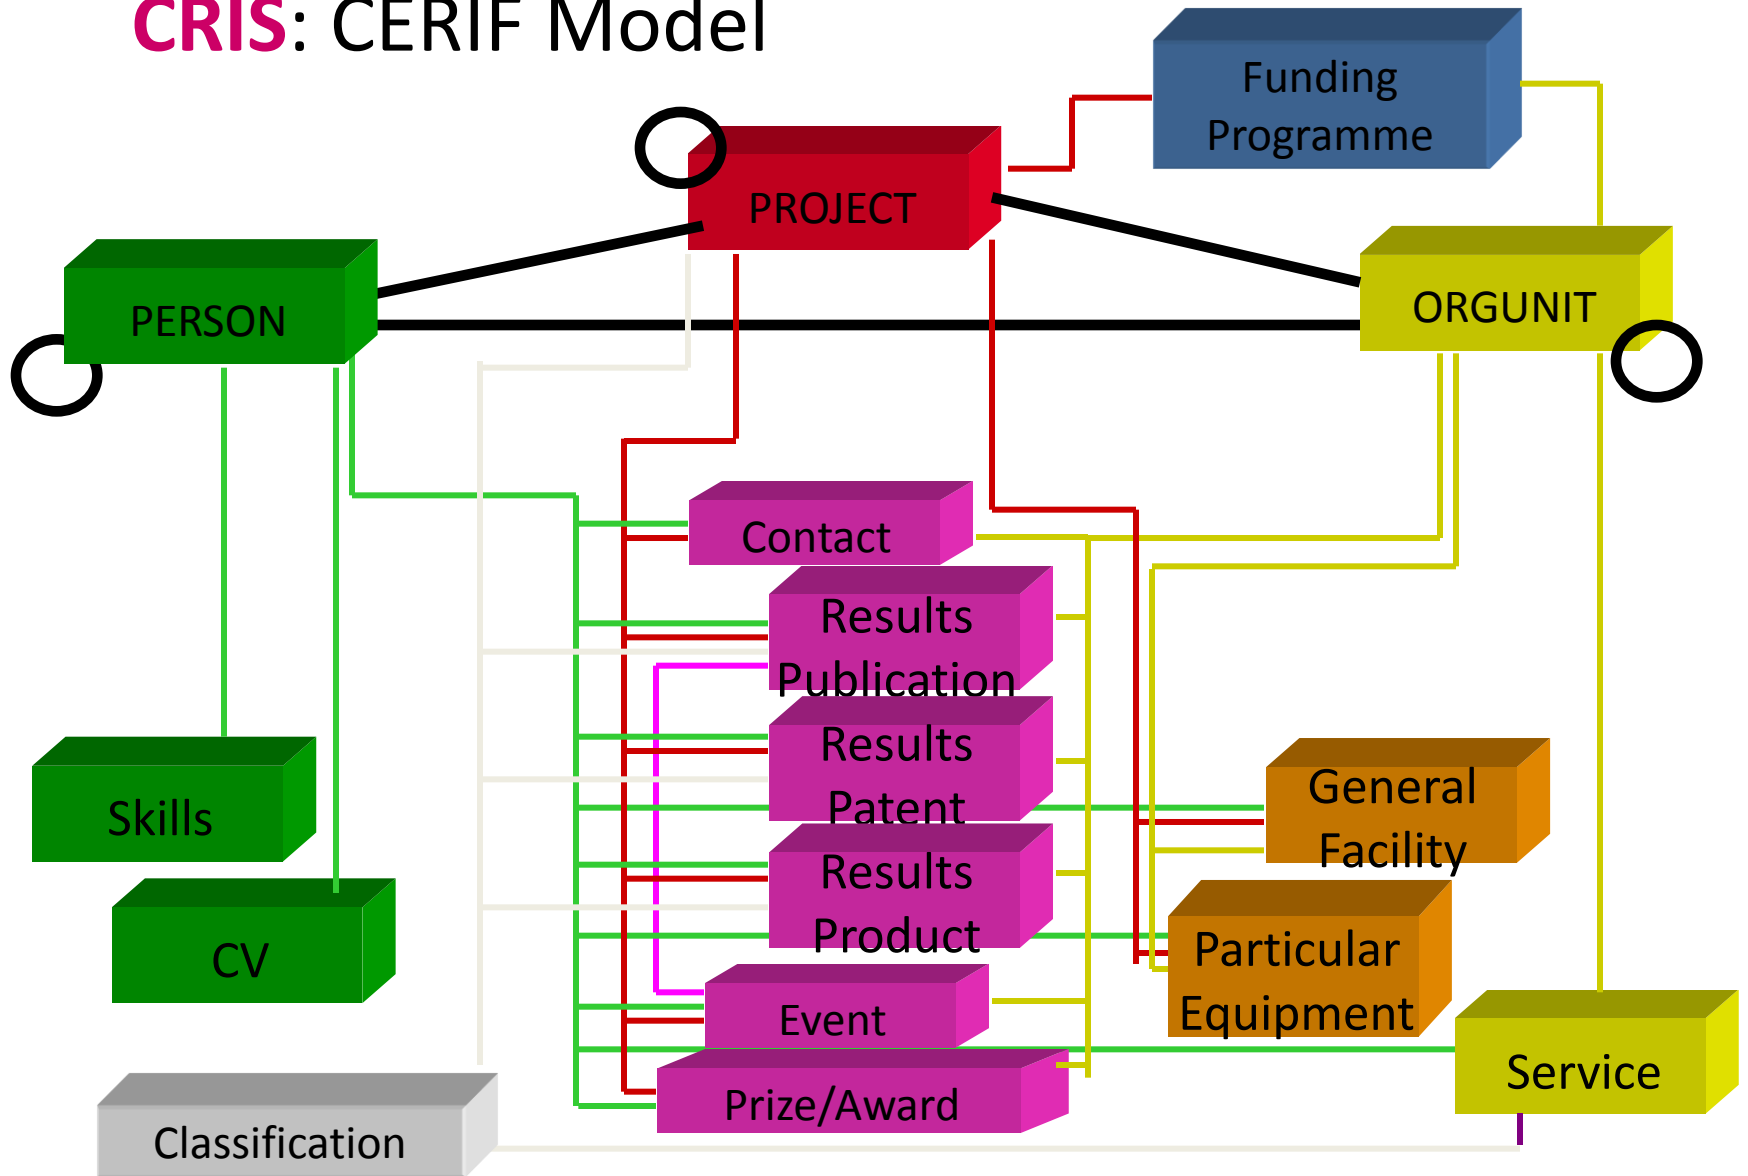 CRIS: CERIF Model
Funding
Programme
PROJECT
PERSON
ORGUNIT
Contact
Results
Publication
Results
Patent
General
Facility
Skills
Results
Product
CV
Particular
Equipment
Event
Service
Prize/Award
Classification